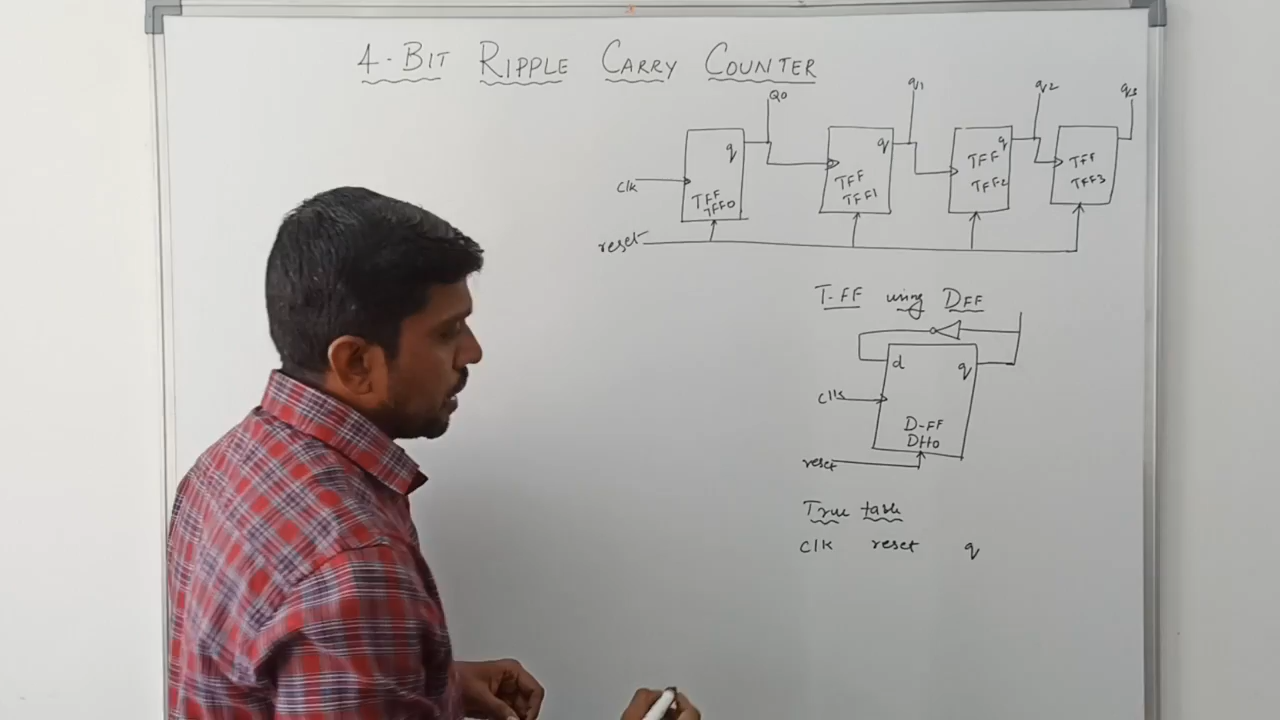 4-BIT RIPPLE CARRY COUNTER
Q0 q1 q2 q3
q q q
TFF TFF TFF TFF
TFF0 TFF1 TFF2 TFF3
Clk
reset
T-FF using DFF
d q
Clk
D-FF
reset
True table
Clk reset q